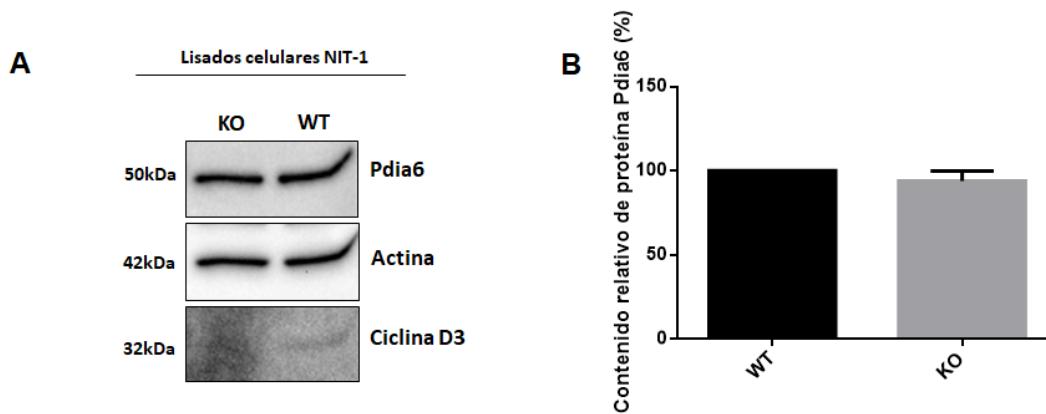 A
Lisados celulares NIT-1
KO WT
50kDa Pdia6
42kDa Actina
32kDa Ciclina D3
B
Contenido relativo de proteína Pdia6 (%)
150
100
50
0
WT KO